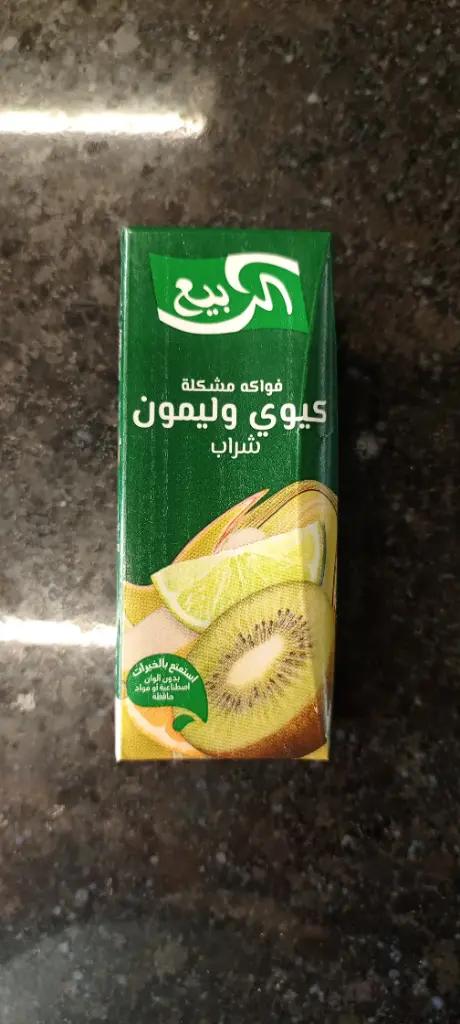 الربيع
فواكه مشكلة
كيوي وليمون
شراب
استمتع بالخيرات
بدون ألوان
اصطناعية أو مواد
حافظة